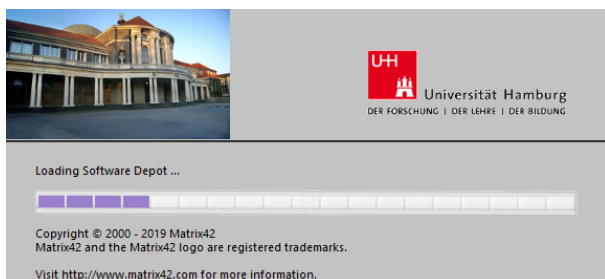 UHH
Universität Hamburg
DER FORSCHUNG | DER LEHRE | DER BILDUNG
Loading Software Depot ...
Copyright © 2000 - 2019 Matrix42
Matrix42 and the Matrix42 logo are registered trademarks.
Visit http://www.matrix42.com for more information.